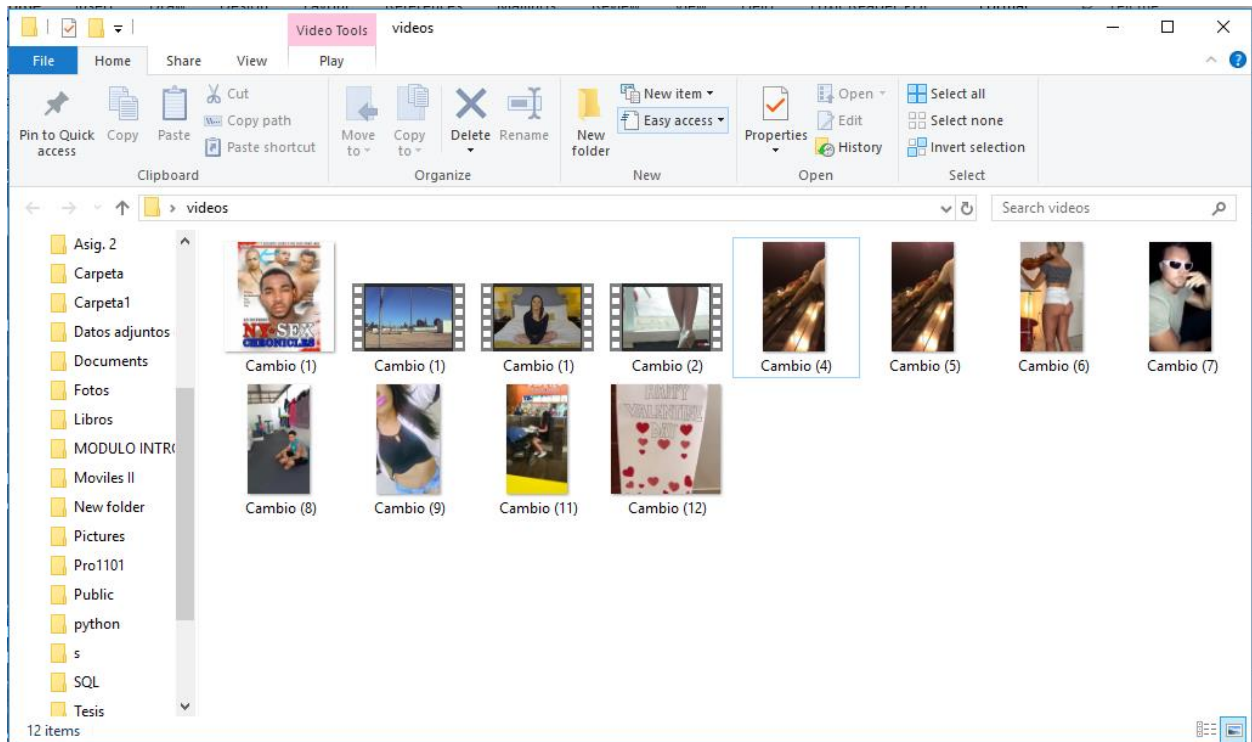 Video Tools
videos
File
Home
Share
View
Play
Pin to Quick access
Copy
Paste
Cut
Copy path
Paste shortcut
Clipboard
Move to
Copy to
Delete
Rename
Organize
New folder
New item
Easy access
New
Properties
Open
Edit
History
Open
Select all
Select none
Invert selection
Select
videos
Search videos
Asig. 2
Carpeta
Carpeta1
Datos adjuntos
Documents
Fotos
Libros
MODULO INTR
Moviles II
New folder
Pictures
Pro1101
Public
python
s
SQL
Tesis
NY SEX
CHRONICLES
Cambio (1)
Cambio (1)
Cambio (1)
Cambio (2)
Cambio (4)
Cambio (5)
Cambio (6)
Cambio (7)
HAPPY
VALENTINE
DAY
Cambio (8)
Cambio (9)
Cambio (11)
Cambio (12)
12 items